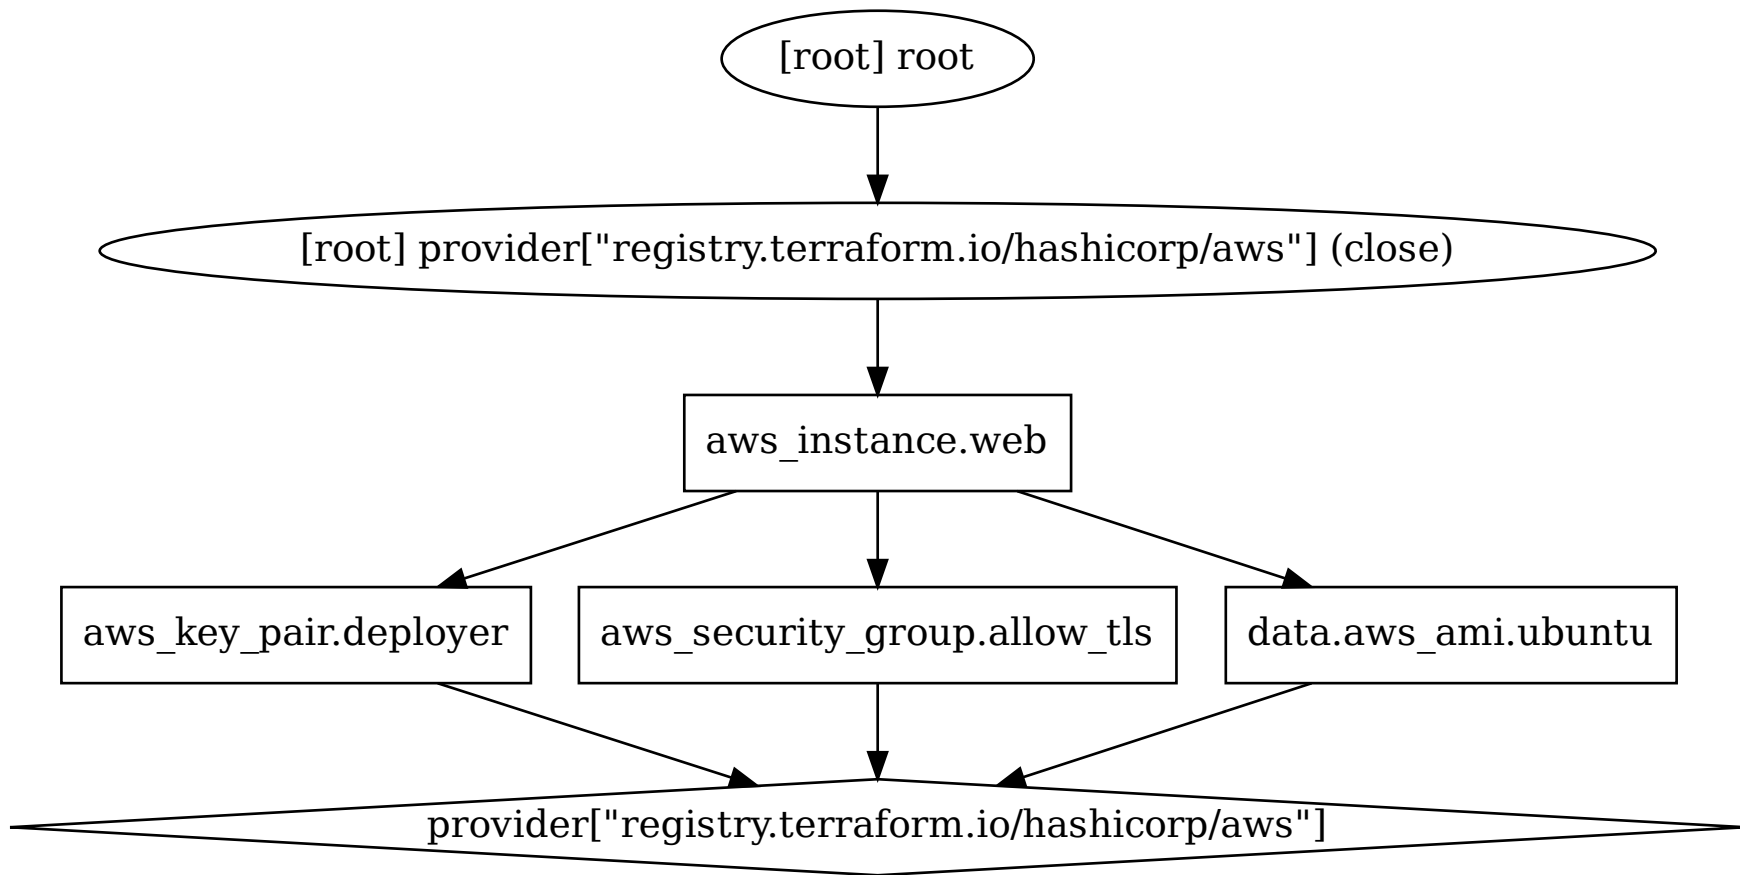 [root] root
[root] provider["registry.terraform.io/hashicorp/aws"] (close)
aws_instance.web
aws_key_pair.deployer
aws_security_group.allow_tls
data.aws_ami.ubuntu
provider["registry.terraform.io/hashicorp/aws"]